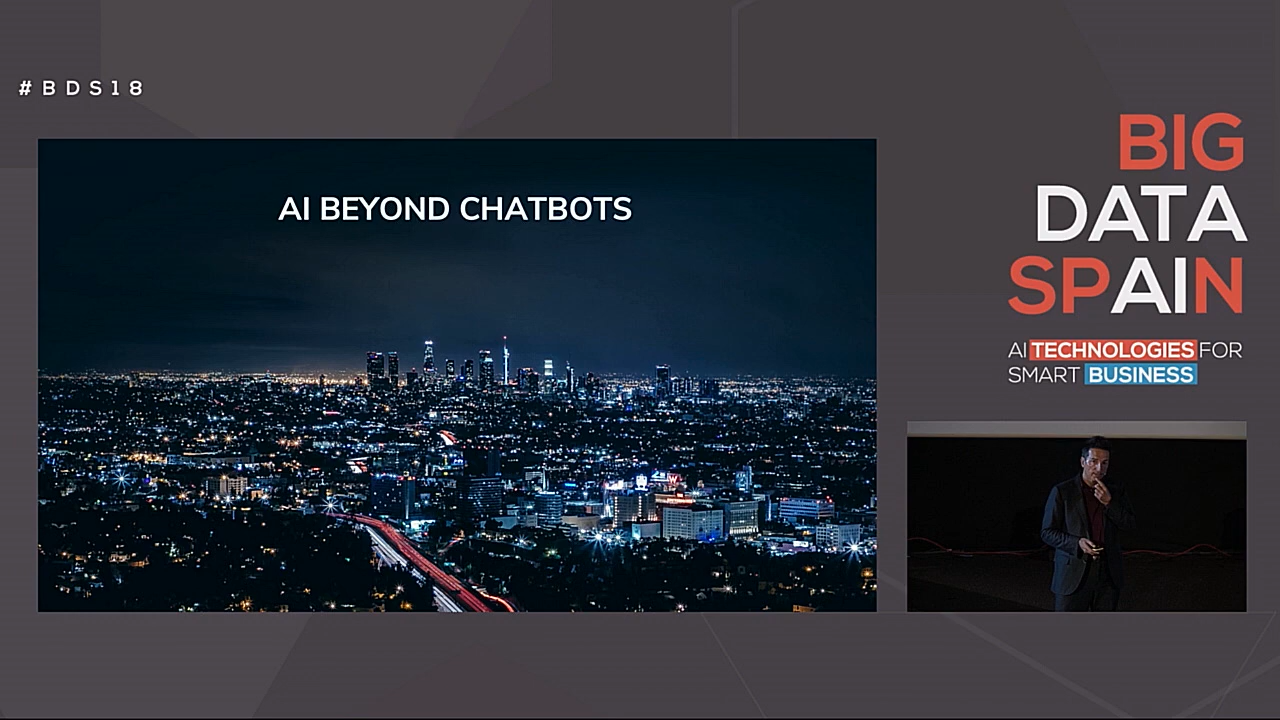 #BDS18
AI BEYOND CHATBOTS
BIG
DATA
SPAIN
AI TECHNOLOGIES FOR
SMART BUSINESS